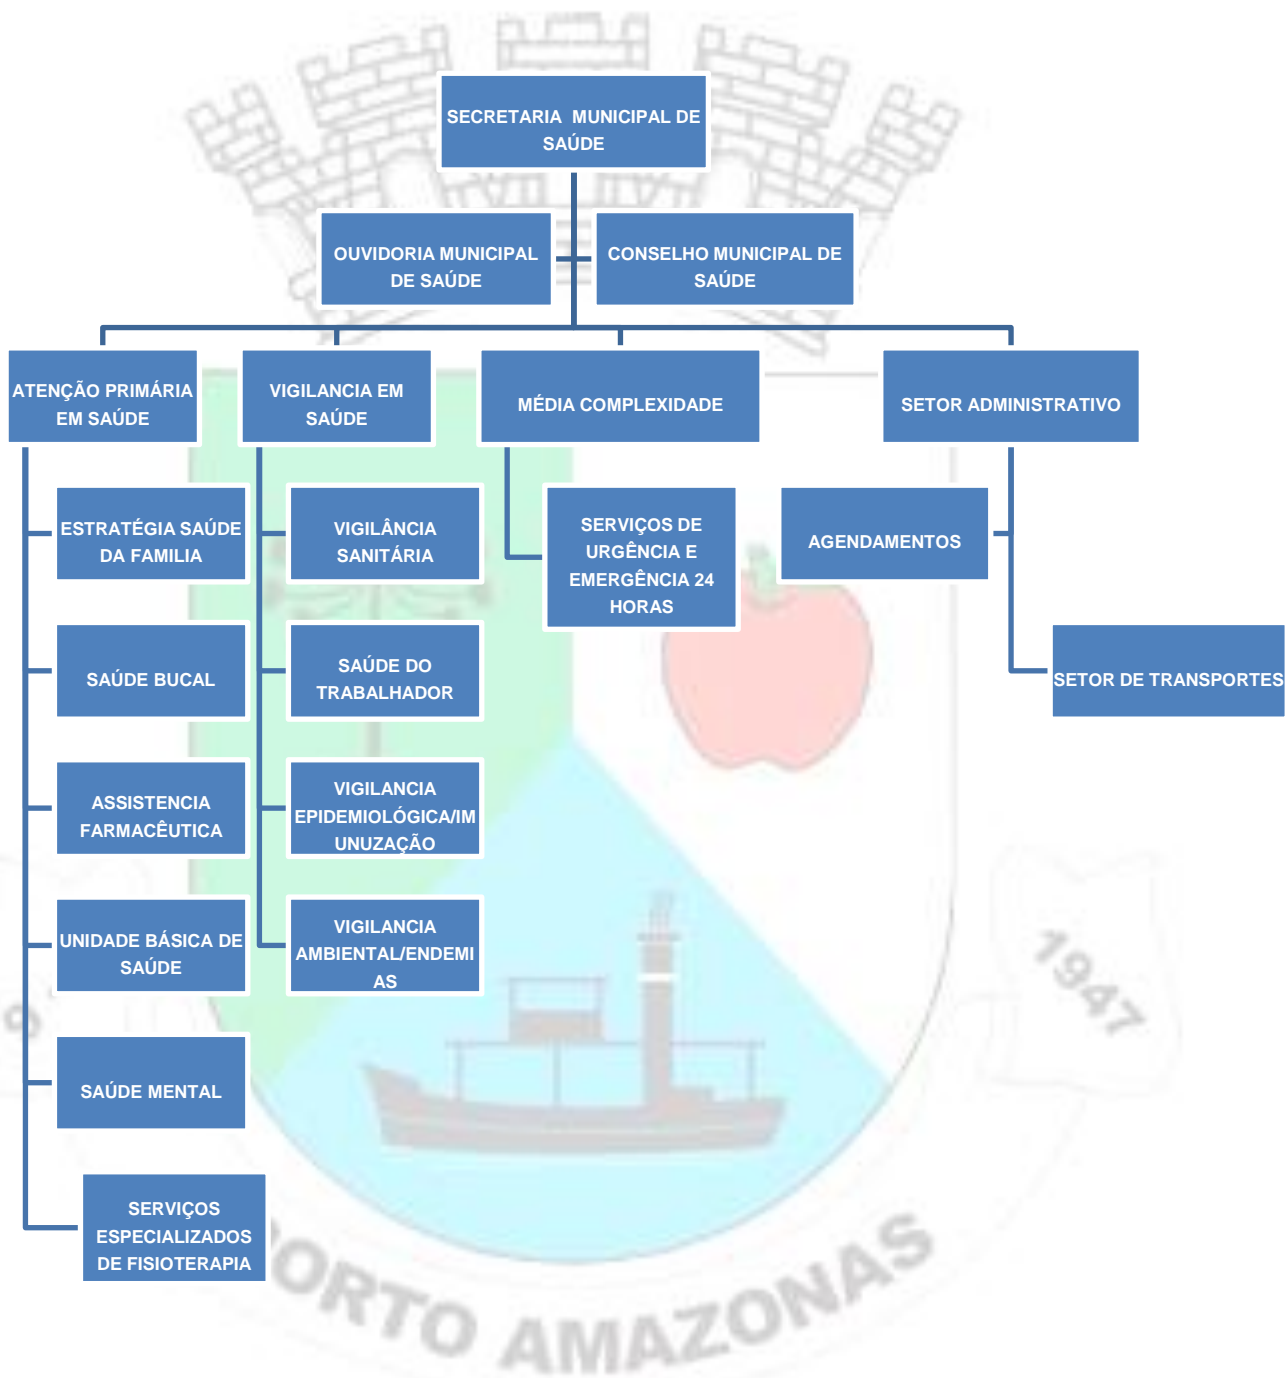 SECRETARIA MUNICIPAL DE
SAÚDE
OUVIDORIA MUNICIPAL
DE SAÚDE
CONSELHO MUNICIPAL DE
SAÚDE
ATENÇÃO PRIMÁRIA
EM SAÚDE
VIGILANCIA EM
SAÚDE
MÉDIA COMPLEXIDADE
SETOR ADMINISTRATIVO
ESTRATÉGIA SAÚDE
DA FAMILIA
SAÚDE BUCAL
ASSISTENCIA
FARMACÊUTICA
UNIDADE BÁSICA DE
SAÚDE
SAÚDE MENTAL
SERVIÇOS
ESPECIALIZADOS
DE FISIOTERAPIA
VIGILÂNCIA
SANITÁRIA
SAÚDE DO
TRABALHADOR
VIGILANCIA
EPIDEMIOLÓGICA/IM
UNUZAÇÃO
VIGILANCIA
AMBIENTAL/ENDEMI
AS
SERVIÇOS DE
URGÊNCIA E
EMERGÊNCIA 24
HORAS
AGENDAMENTOS
SETOR DE TRANSPORTES
1947
PORTO AMAZONAS